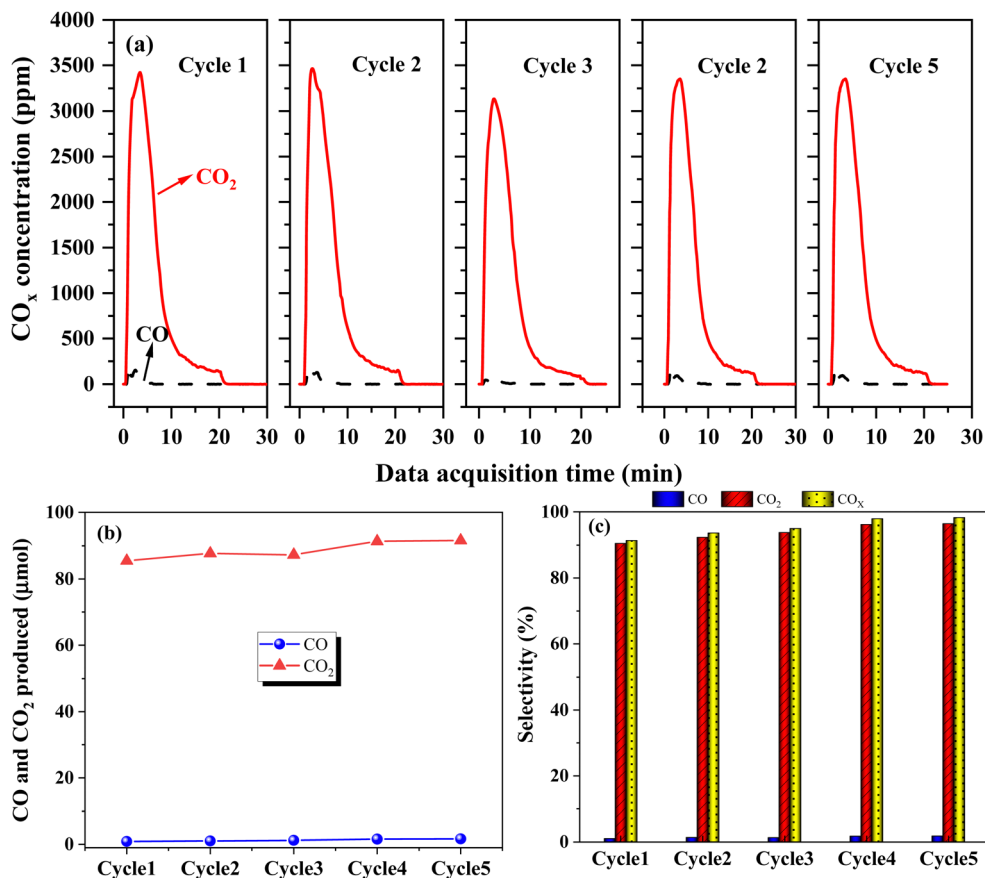 (a)
Cycle 1
Cycle 2
Cycle 3
Cycle 2
Cycle 5
4000
3500
3000
2500
2000
1500
1000
500
0
COₓ concentration (ppm)
CO₂
CO
0 10 20 30
0 10 20 30
0 10 20 30
0 10 20 30
0 10 20 30
Data acquisition time (min)
(b)
100
80
60
40
20
0
CO and CO₂ produced (μmol)
CO
CO₂
Cycle1 Cycle2 Cycle3 Cycle4 Cycle5
CO CO₂ COₓ
(c)
100
80
60
40
20
0
Selectivity (%)
Cycle1 Cycle2 Cycle3 Cycle4 Cycle5